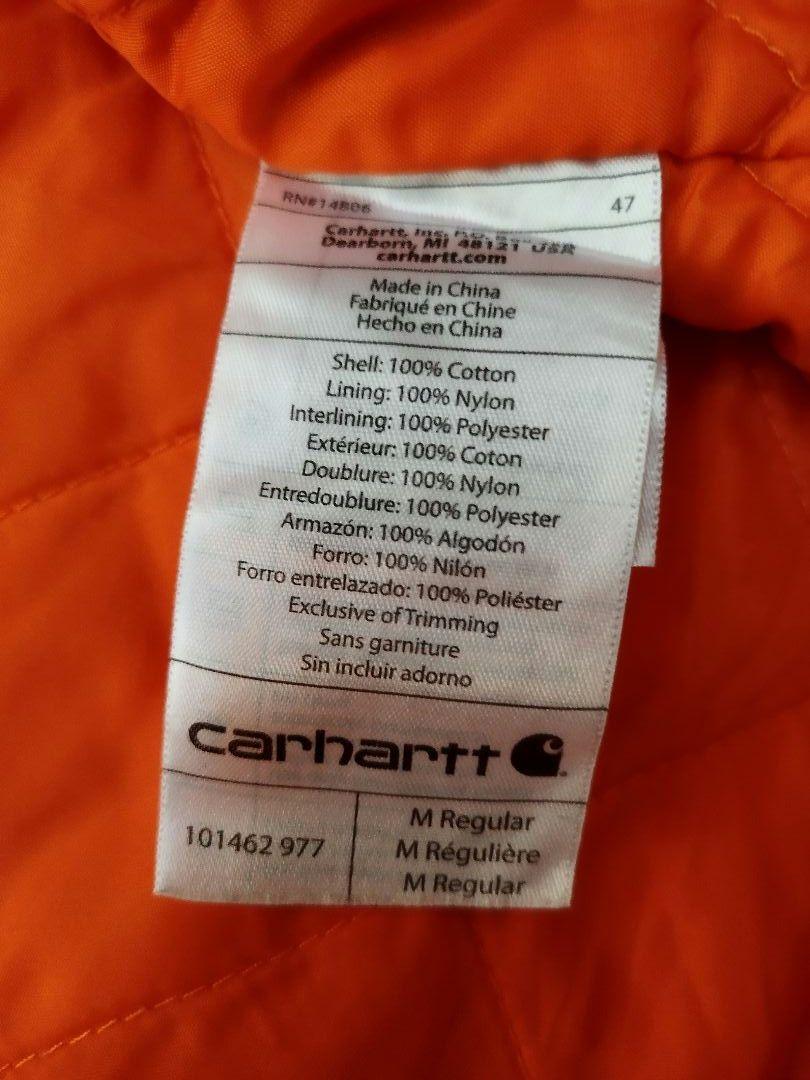 RN#14806 47
Carhartt, Inc.
Dearborn, MI 48121 USA
carhartt.com
Made in China
Fabriqué en Chine
Hecho en China
Shell: 100% Cotton
Lining: 100% Nylon
Interlining: 100% Polyester
Extérieur: 100% Coton
Doublure: 100% Nylon
Entredoublure: 100% Polyester
Armazón: 100% Algodón
Forro: 100% Nilón
Forro entrelazado: 100% Poliéster
Exclusive of Trimming
Sans garniture
Sin incluir adorno
carhartt
101462 977
M Regular
M Régulière
M Regular